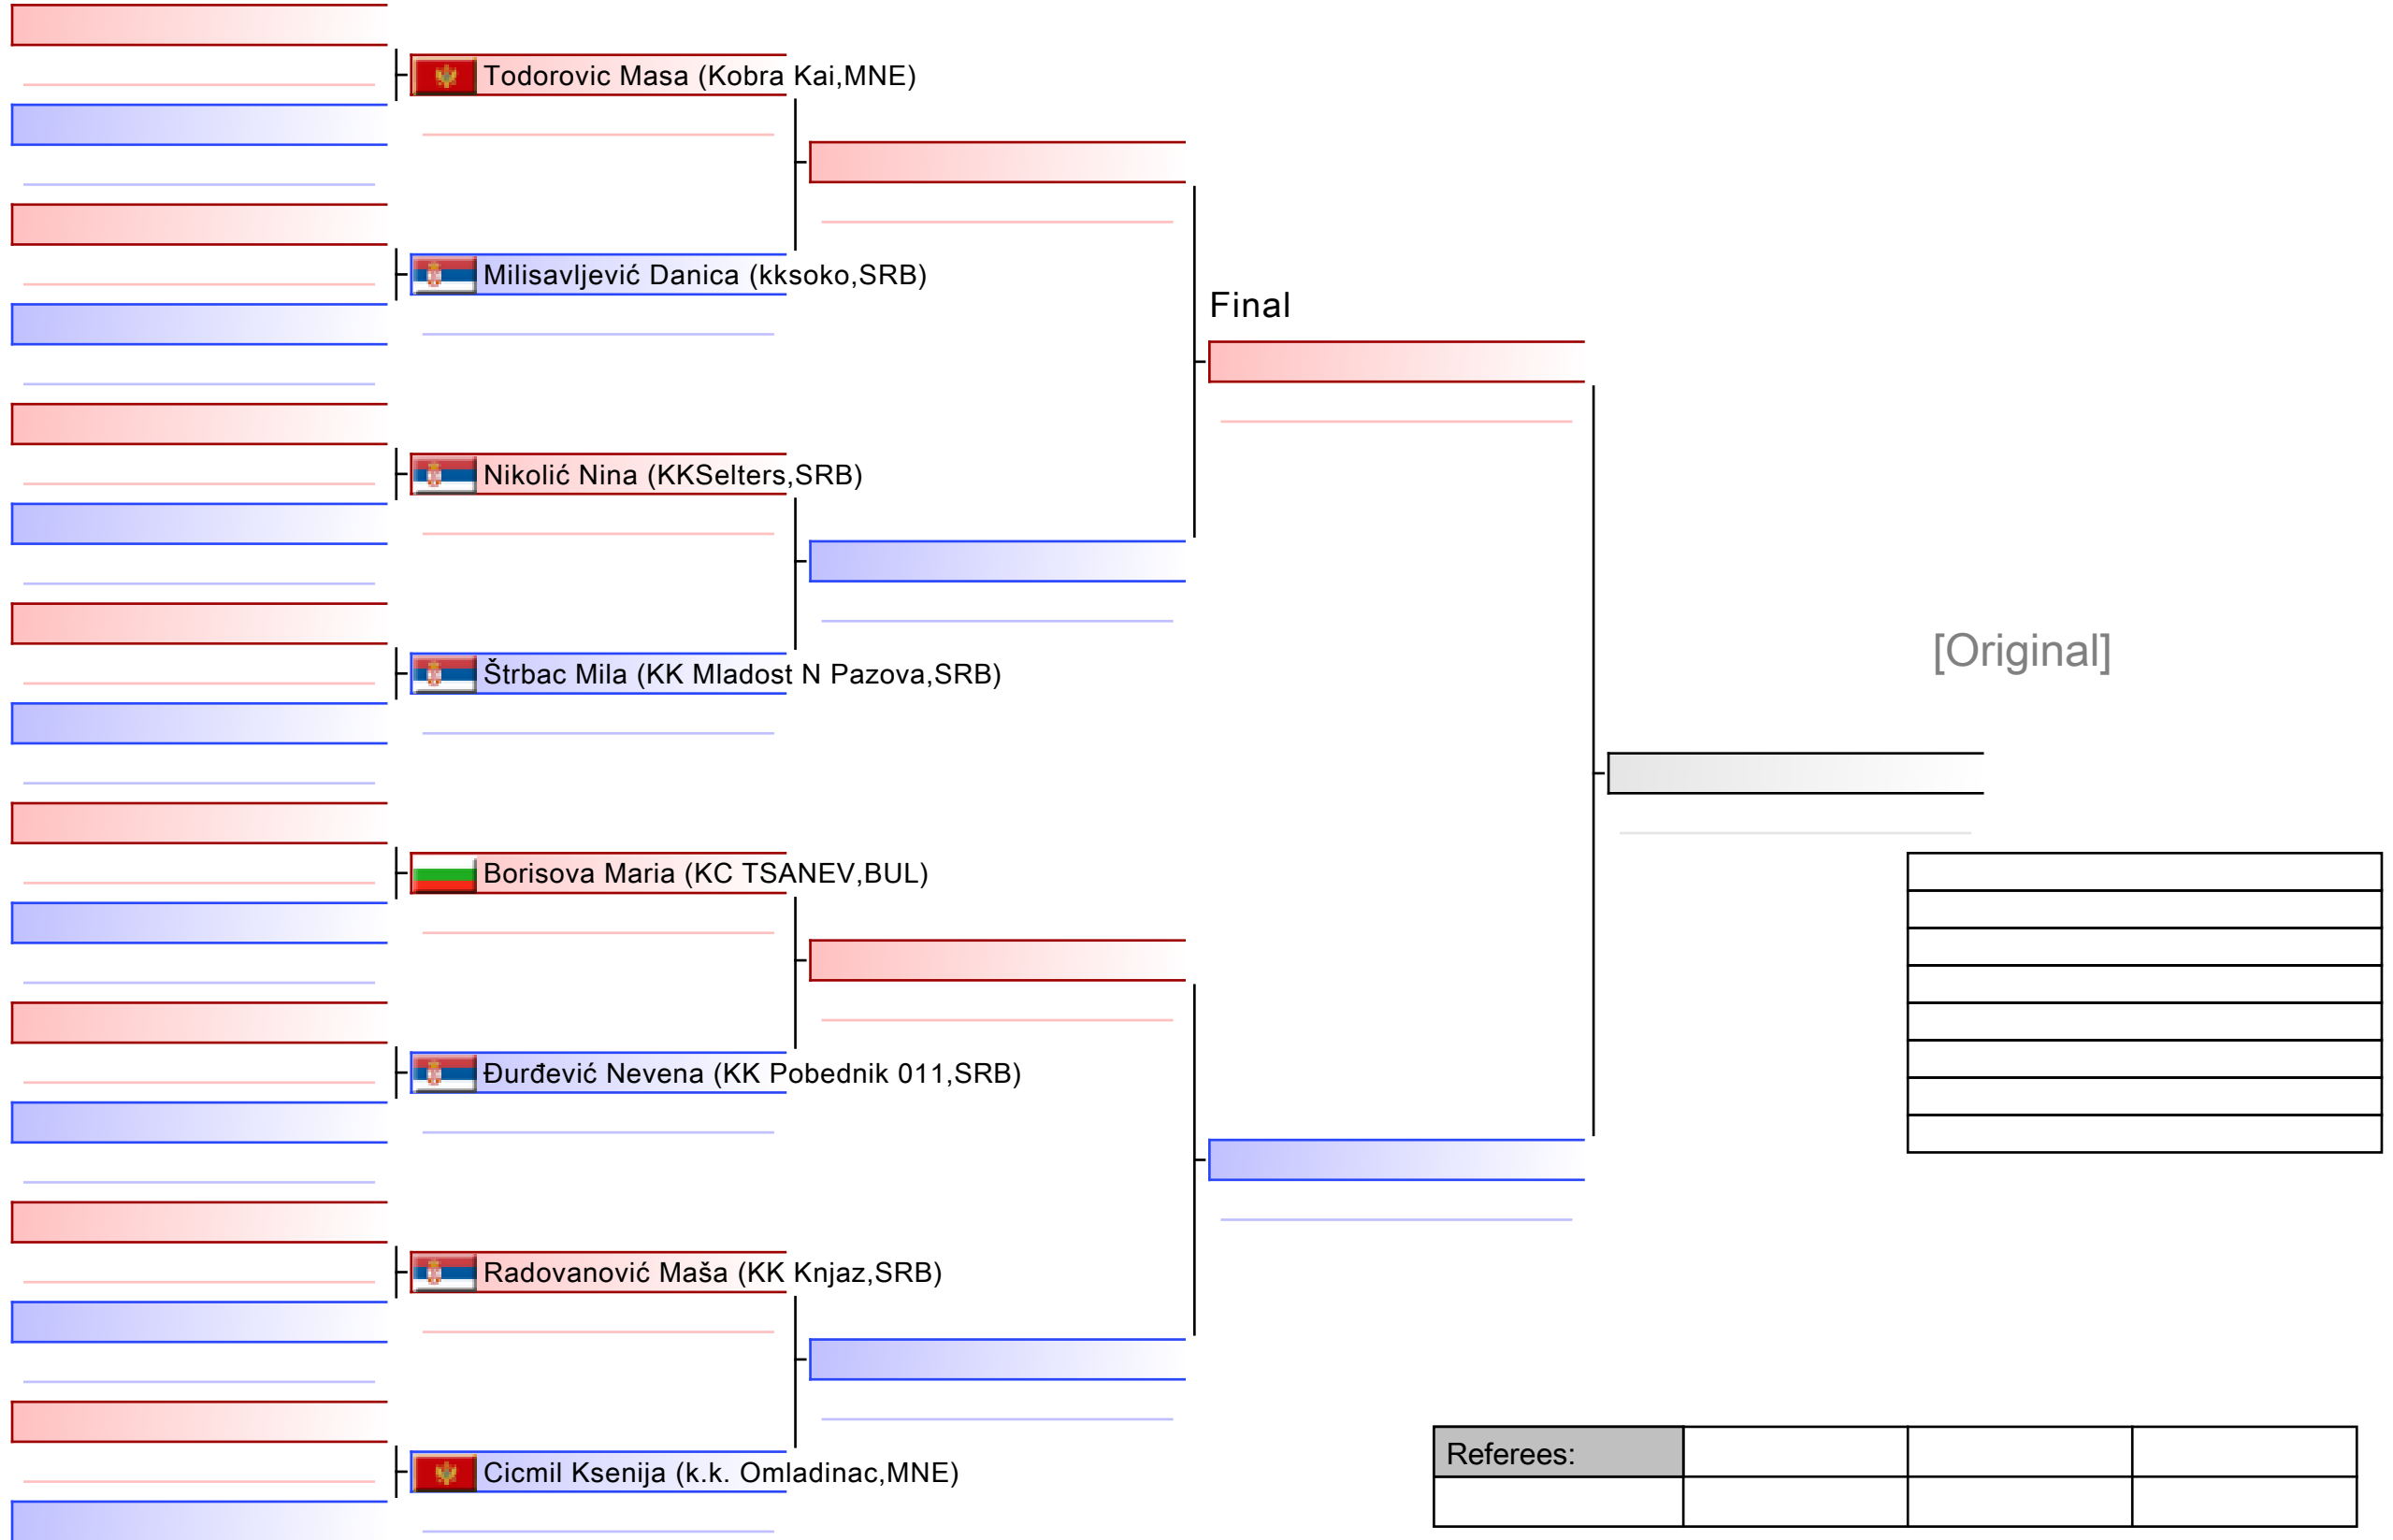 Todorovic Masa (Kobra Kai,MNE)
Milisavljević Danica (kksoko,SRB)
Final
Nikolić Nina (KKSelters,SRB)
[Original]
Štrbac Mila (KK Mladost N Pazova,SRB)
Borisova Maria (KC TSANEV,BUL)
Đurđević Nevena (KK Pobednik 011,SRB)
Radovanović Maša (KK Knjaz,SRB)
Referees:
Cicmil Ksenija (k.k. Omladinac,MNE)